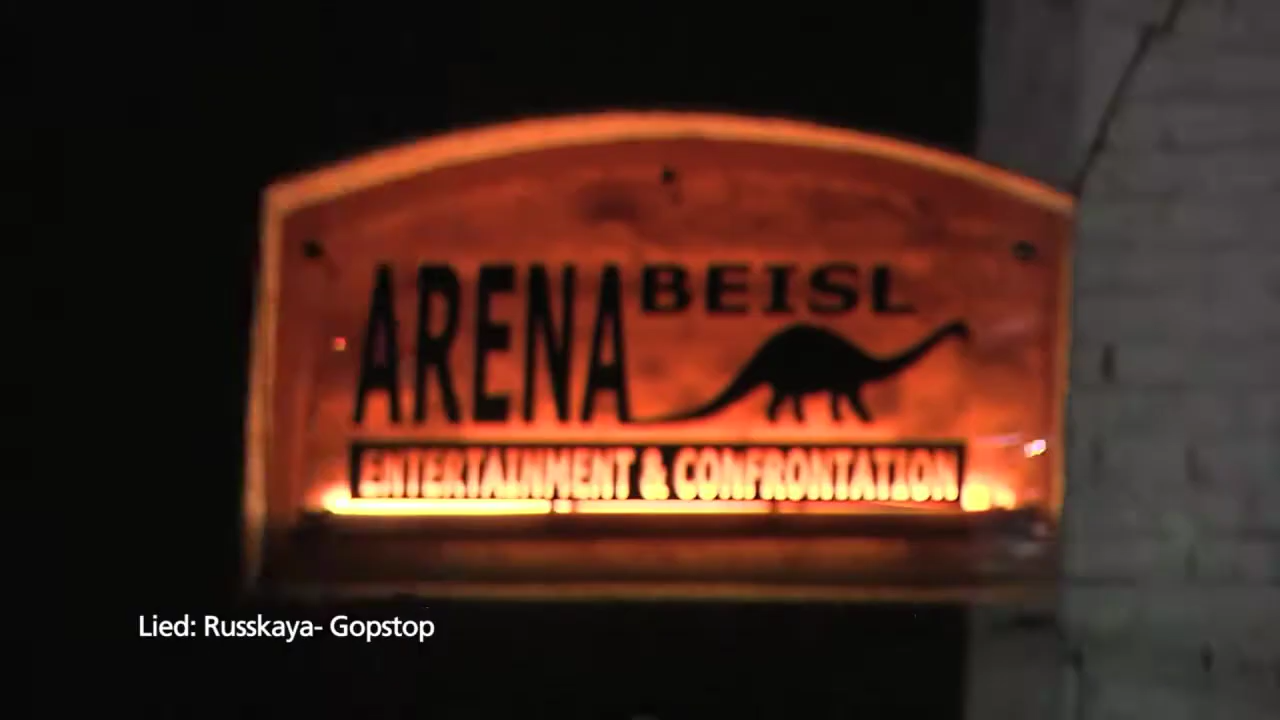 ARENA BEISL
ENTERTAINMENT & CONFRONTATION
Lied: Russkaya- Gopstop